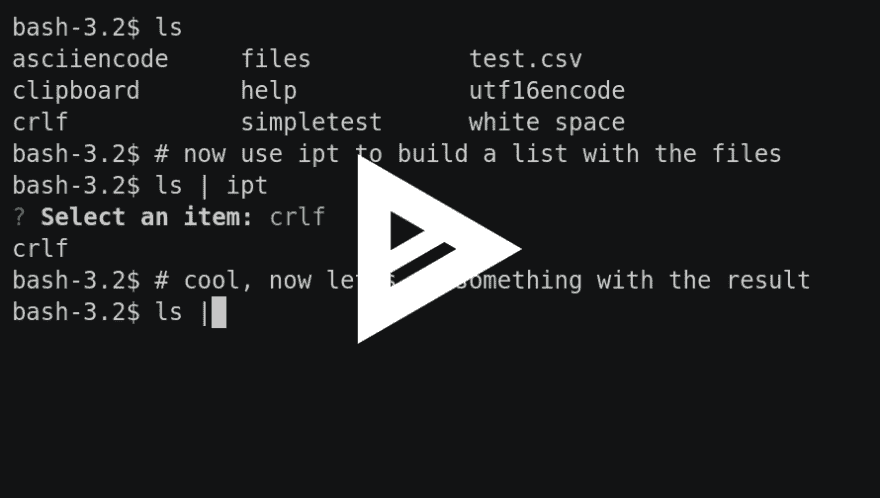 bash-3.2$ ls
asciiencode files test.csv
clipboard help utf16encode
crlf simpletest white space
bash-3.2$ # now use ipt to build a list with the files
bash-3.2$ ls | ipt
? Select an item: crlf
crlf
bash-3.2$ # cool, now something with the result
bash-3.2$ ls |